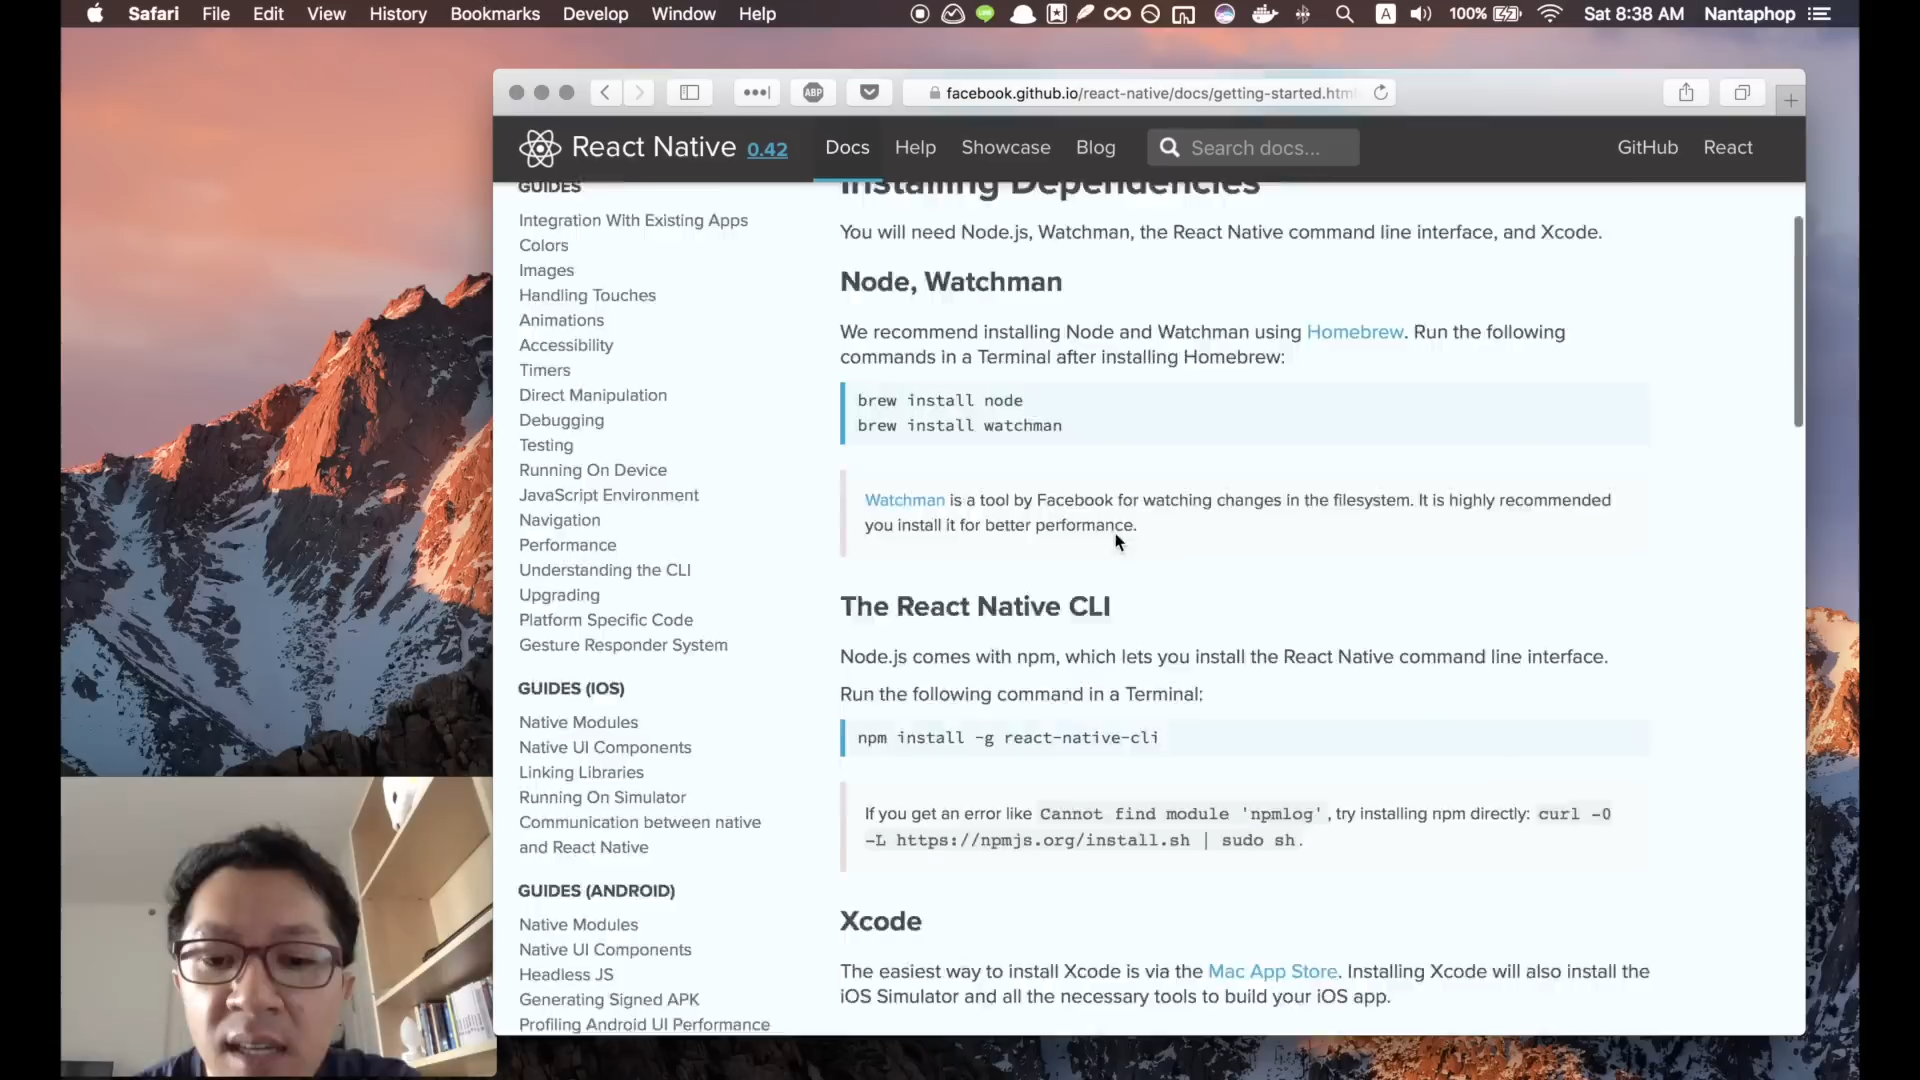 Safari File Edit View History Bookmarks Develop Window Help
A 100% Sat 8:38 AM Nantaphop
ABP
facebook.github.io/react-native/docs/getting-started.html
React Native 0.42 Docs Help Showcase Blog Search docs... GitHub React
GUIDES
Integration With Existing Apps
Colors
Images
Handling Touches
Animations
Accessibility
Timers
Direct Manipulation
Debugging
Testing
Running On Device
JavaScript Environment
Navigation
Performance
Understanding the CLI
Upgrading
Platform Specific Code
Gesture Responder System
GUIDES (IOS)
Native Modules
Native UI Components
Linking Libraries
Running On Simulator
Communication between native
and React Native
GUIDES (ANDROID)
Native Modules
Native UI Components
Headless JS
Generating Signed APK
Profiling Android UI Performance
Installing Dependencies
You will need Node.js, Watchman, the React Native command line interface, and Xcode.
Node, Watchman
We recommend installing Node and Watchman using Homebrew. Run the following
commands in a Terminal after installing Homebrew:
brew install node
brew install watchman
Watchman is a tool by Facebook for watching changes in the filesystem. It is highly recommended
you install it for better performance.
The React Native CLI
Node.js comes with npm, which lets you install the React Native command line interface.
Run the following command in a Terminal:
npm install -g react-native-cli
If you get an error like Cannot find module 'npmlog', try installing npm directly: curl -0
-L https://npmjs.org/install.sh | sudo sh.
Xcode
The easiest way to install Xcode is via the Mac App Store. Installing Xcode will also install the
iOS Simulator and all the necessary tools to build your iOS app.